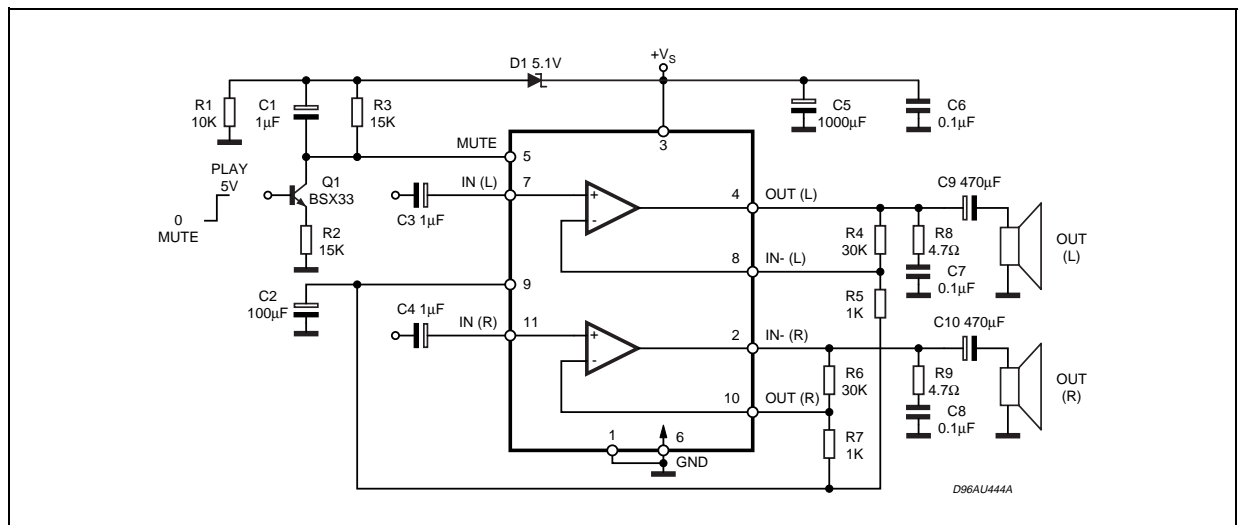 D1 5.1V
+VS
R1
10K
C1
1µF
R3
15K
C5
1000µF
C6
0.1µF
MUTE
3
5
PLAY
5V
0
MUTE
Q1
BSX33
R2
15K
IN (L)
7
C3 1µF
+
-
4
OUT (L)
C9 470µF
R4
30K
R8
4.7Ω
OUT
(L)
8
IN- (L)
C7
0.1µF
R5
1K
9
C2
100µF
C4 1µF
IN (R)
11
+
-
2
IN- (R)
C10 470µF
R6
30K
R9
4.7Ω
OUT
(R)
10
OUT (R)
C8
0.1µF
R7
1K
1
6
GND
D96AU444A